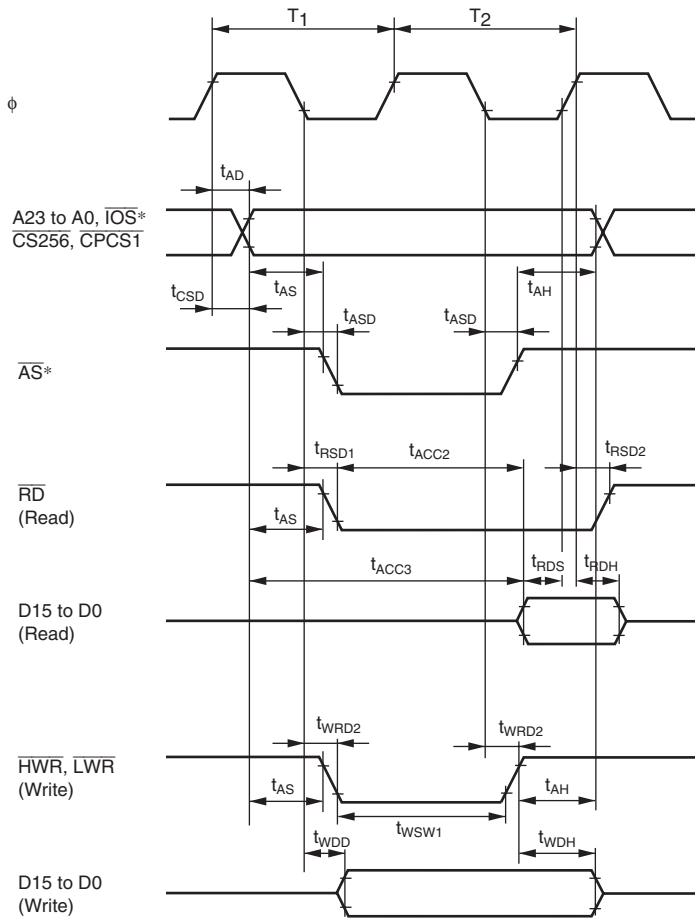 T1 T2
φ
tAD
A23 to A0, IOS*
CS256, CPCS1
tCSD tAS tAH
tASD tASD
AS*
tRSD1 tACC2 tRSD2
RD
(Read)
tAS
tACC3 tRDS tRDH
D15 to D0
(Read)
tWRD2 tWRD2
HWR, LWR
(Write)
tAS tAH
tWSW1
tWDD tWDH
D15 to D0
(Write)